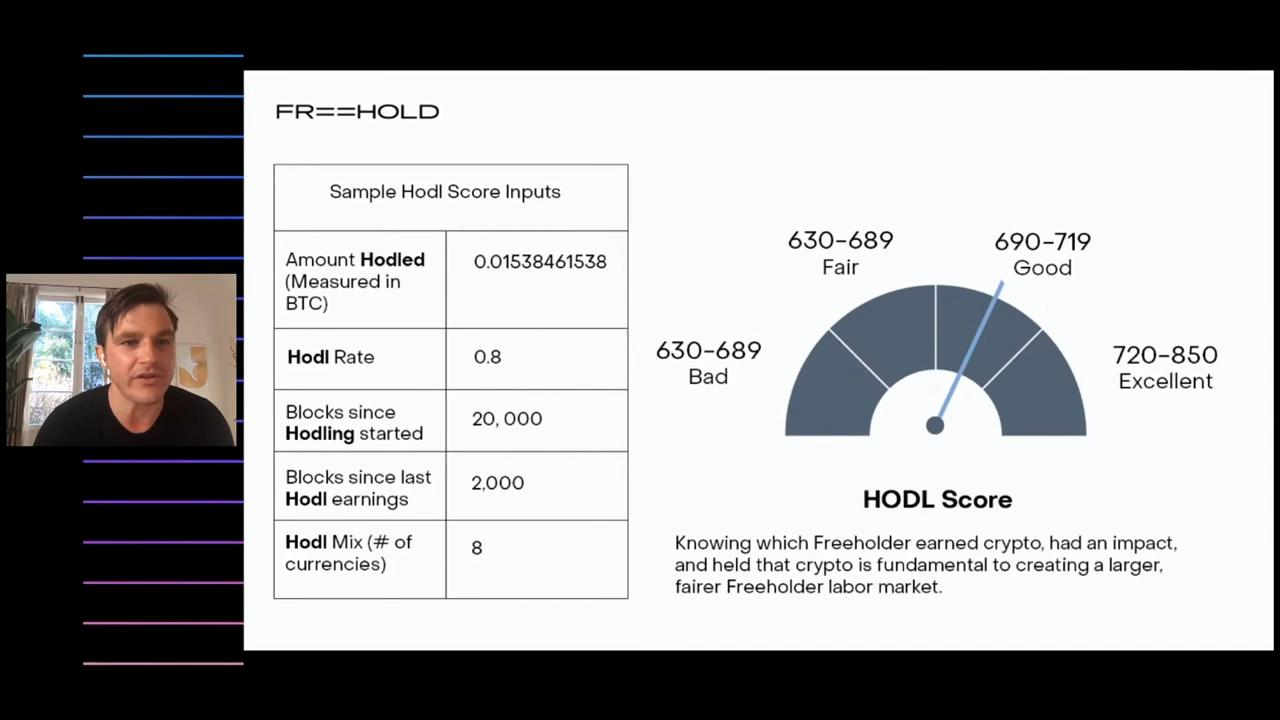 FR==HOLD
Sample Hodl Score Inputs
Amount Hodled
(Measured in
BTC)
0.01538461538
Hodl Rate
0.8
Blocks since
Hodling started
20, 000
Blocks since last
Hodl earnings
2,000
Hodl Mix (# of
currencies)
8
630-689
Bad
630-689
Fair
690-719
Good
720-850
Excellent
HODL Score
Knowing which Freeholder earned crypto, had an impact,
and held that crypto is fundamental to creating a larger,
fairer Freeholder labor market.